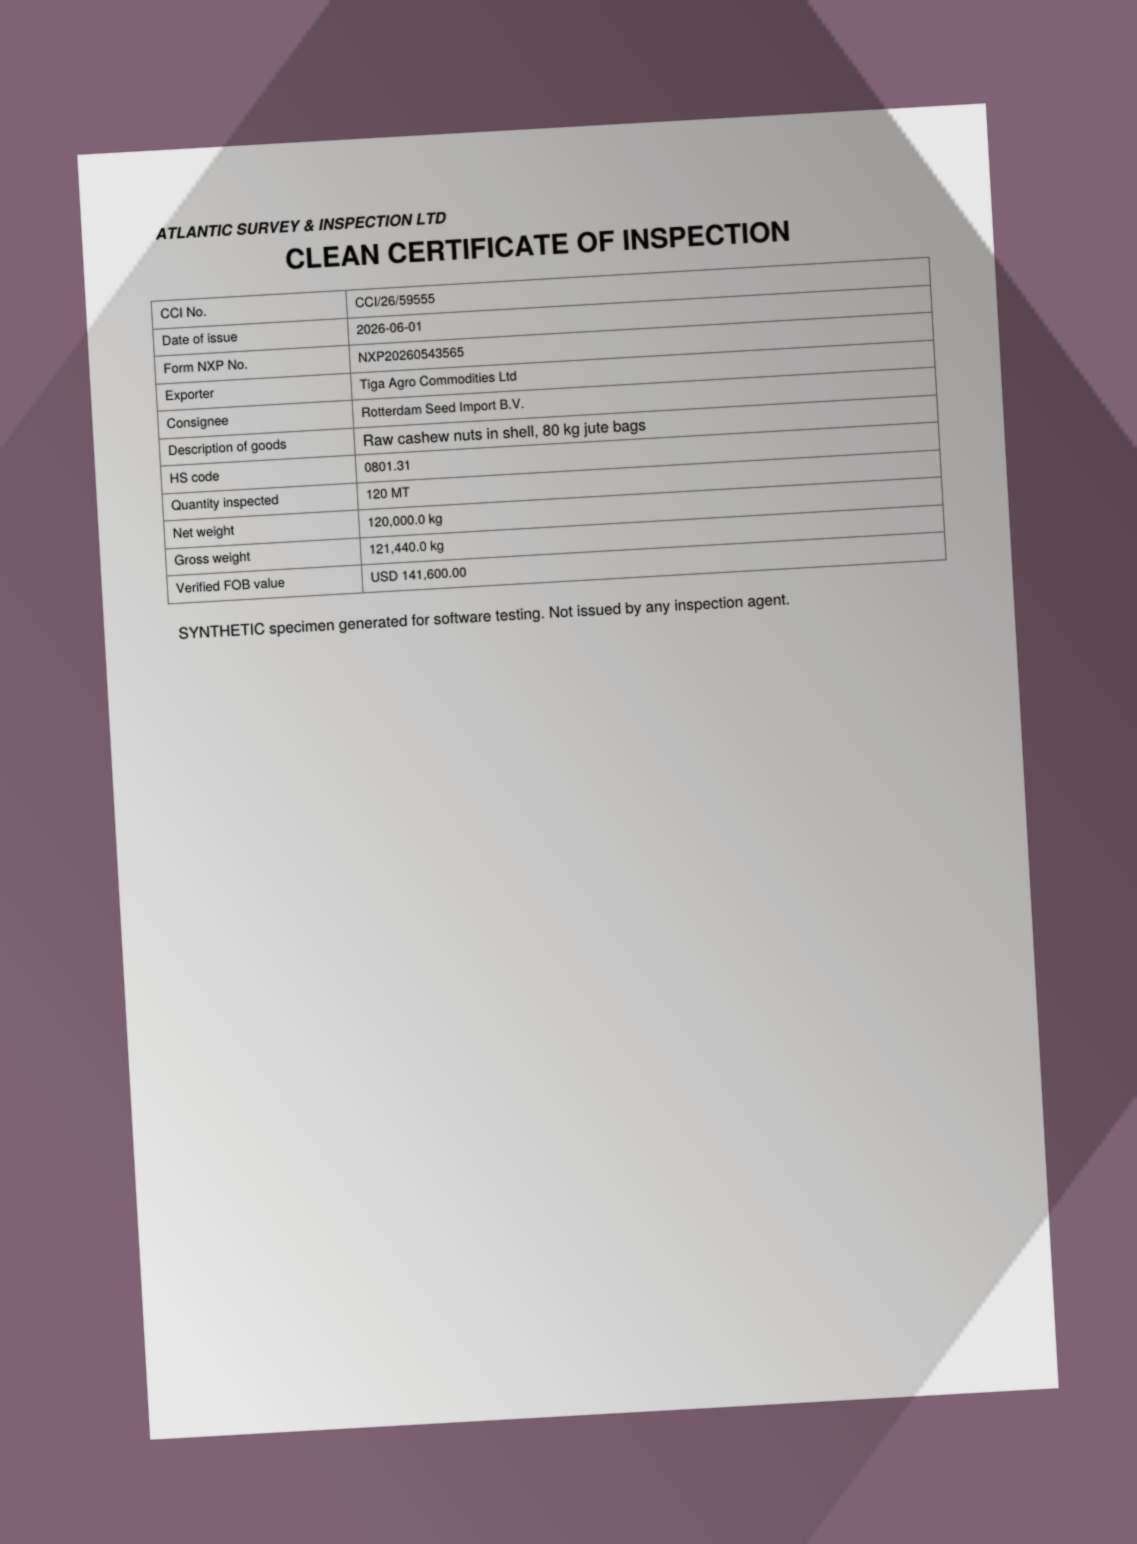 ATLANTIC SURVEY & INSPECTION LTD
CLEAN CERTIFICATE OF INSPECTION
CCI No. CCI/26/59555
Date of issue 2026-06-01
Form NXP No. NXP20260543565
Exporter Tiga Agro Commodities Ltd
Consignee Rotterdam Seed Import B.V.
Description of goods Raw cashew nuts in shell, 80 kg jute bags
HS code 0801.31
Quantity inspected 120 MT
Net weight 120,000.0 kg
Gross weight 121,440.0 kg
Verified FOB value USD 141,600.00
SYNTHETIC specimen generated for software testing. Not issued by any inspection agent.